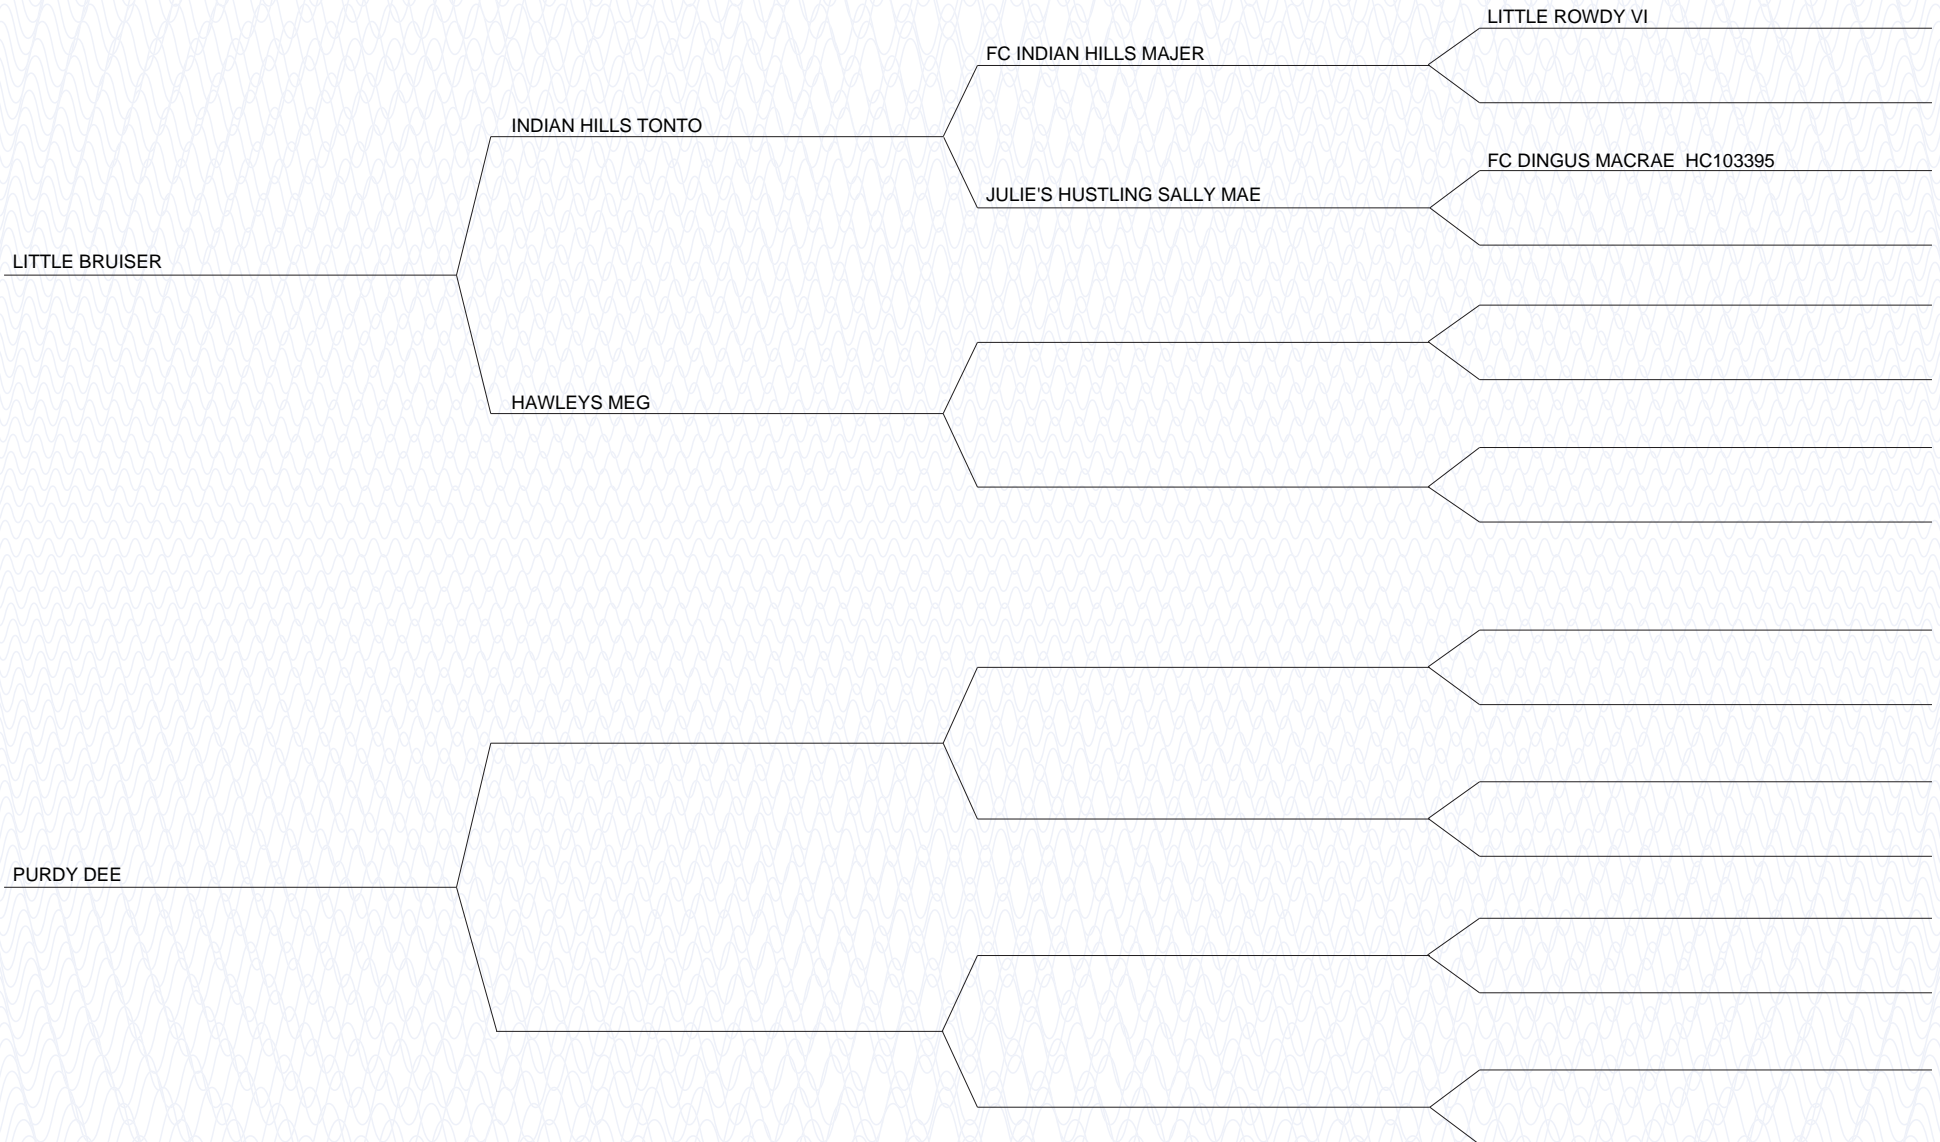 LITTLE ROWDY VI
FC INDIAN HILLS MAJER
INDIAN HILLS TONTO
FC DINGUS MACRAE  HC103395
JULIE'S HUSTLING SALLY MAE
LITTLE BRUISER
HAWLEYS MEG
PURDY DEE